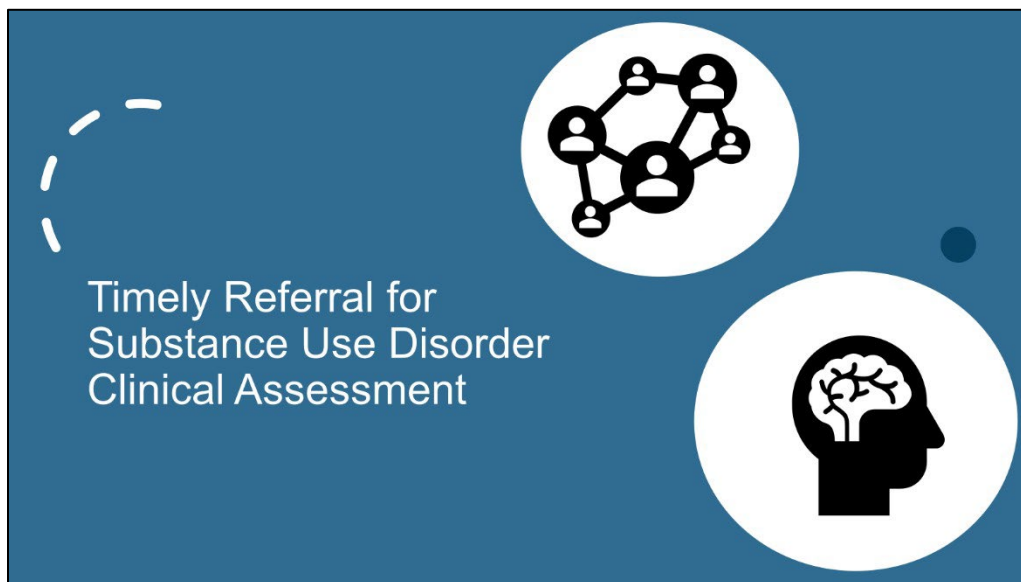 Timely Referral for
Substance Use Disorder
Clinical Assessment